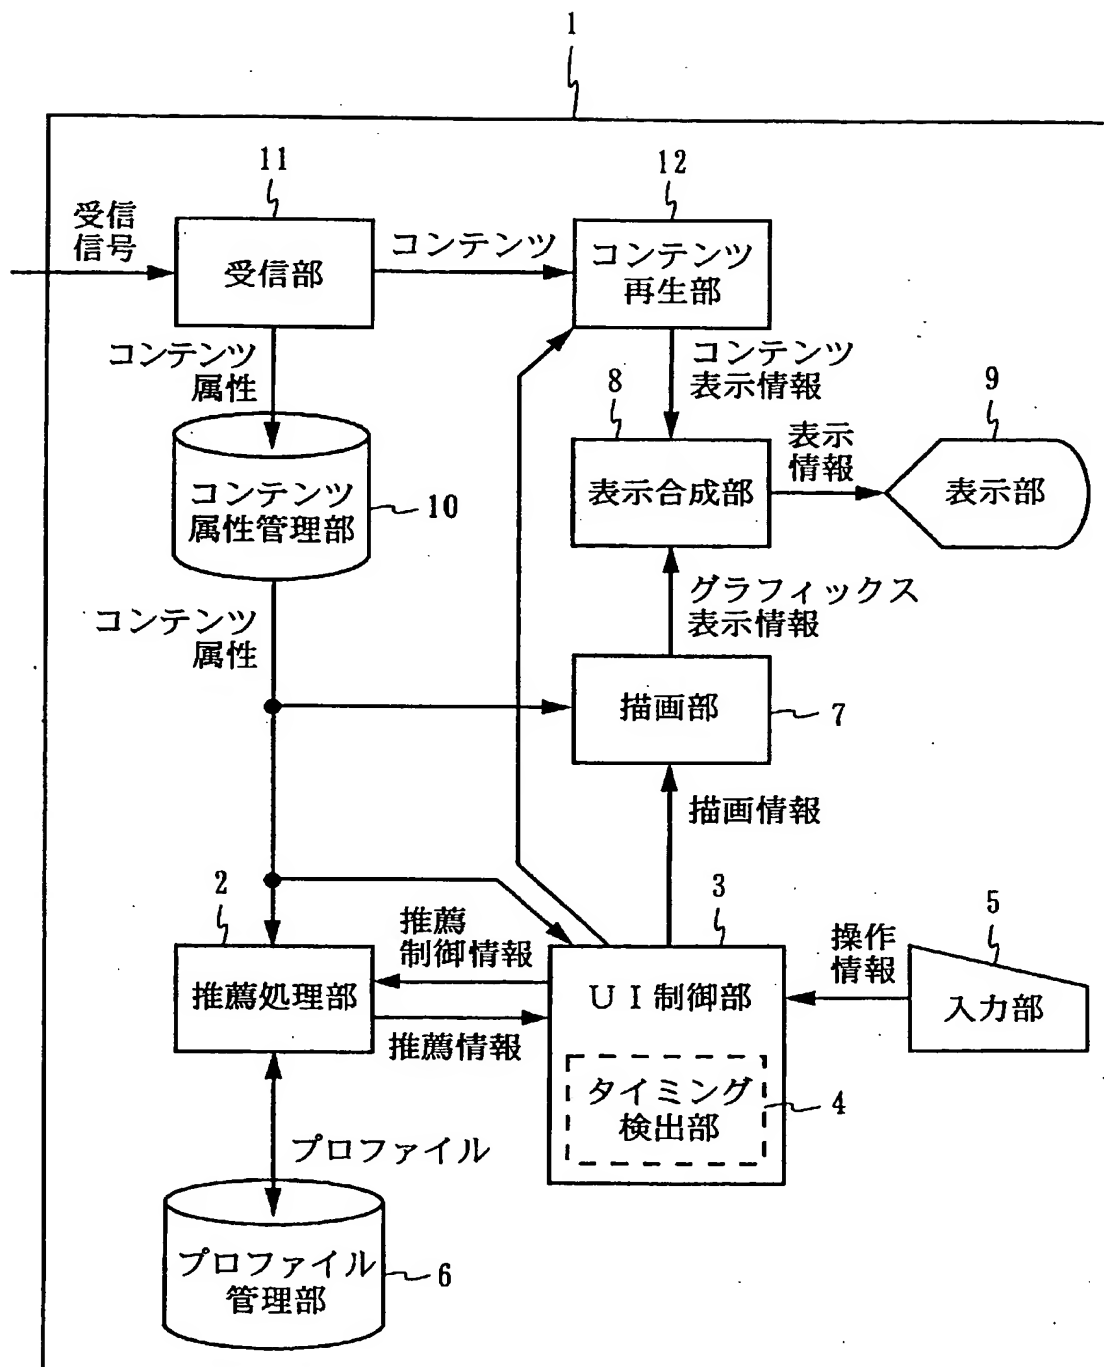 1
11
12
受信
信号
受信部
コンテンツ
コンテンツ
再生部
コンテンツ
属性
コンテンツ
表示情報
8
9
表示
情報
コンテンツ
属性管理部
10
表示合成部
表示部
コンテンツ
属性
グラフィックス
表示情報
描画部
7
描画情報
2
3
5
推薦
制御情報
操作
情報
推薦処理部
UI制御部
入力部
推薦情報
タイミング
検出部
4
プロファイル
プロファイル
管理部
6